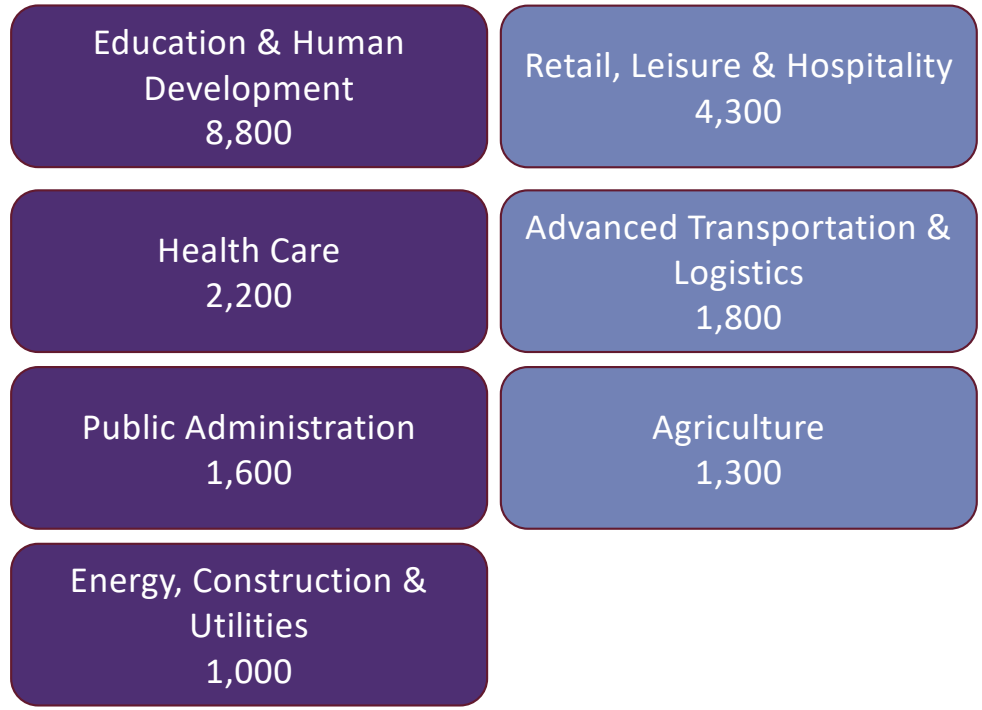 Education & Human
Development
8,800
Retail, Leisure & Hospitality
4,300
Health Care
2,200
Advanced Transportation &
Logistics
1,800
Public Administration
1,600
Agriculture
1,300
Energy, Construction &
Utilities
1,000